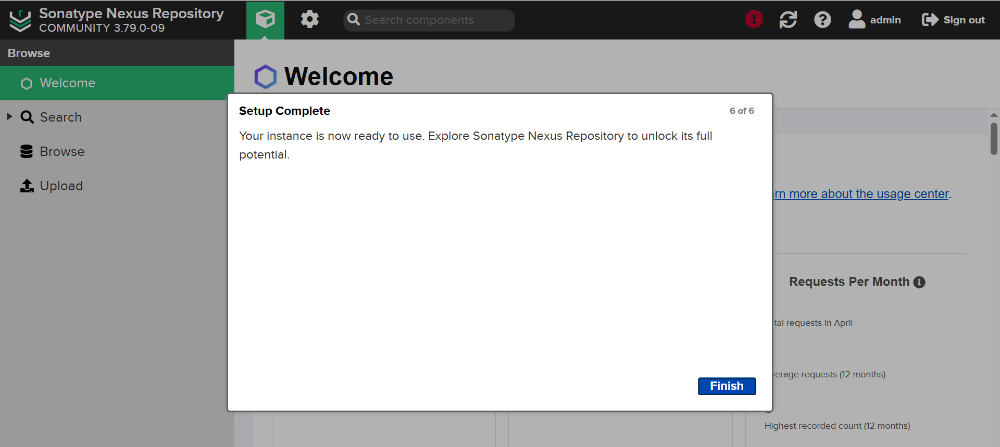 Sonatype Nexus Repository
COMMUNITY 3.79.0-09
Search components
admin
Sign out
Browse
Welcome
Search
Browse
Upload
Welcome
Setup Complete
6 of 6
Your instance is now ready to use. Explore Sonatype Nexus Repository to unlock its full
potential.
Finish
rn more about the usage center.
Requests Per Month
tal requests in April
verage requests (12 months)
Highest recorded count (12 months)